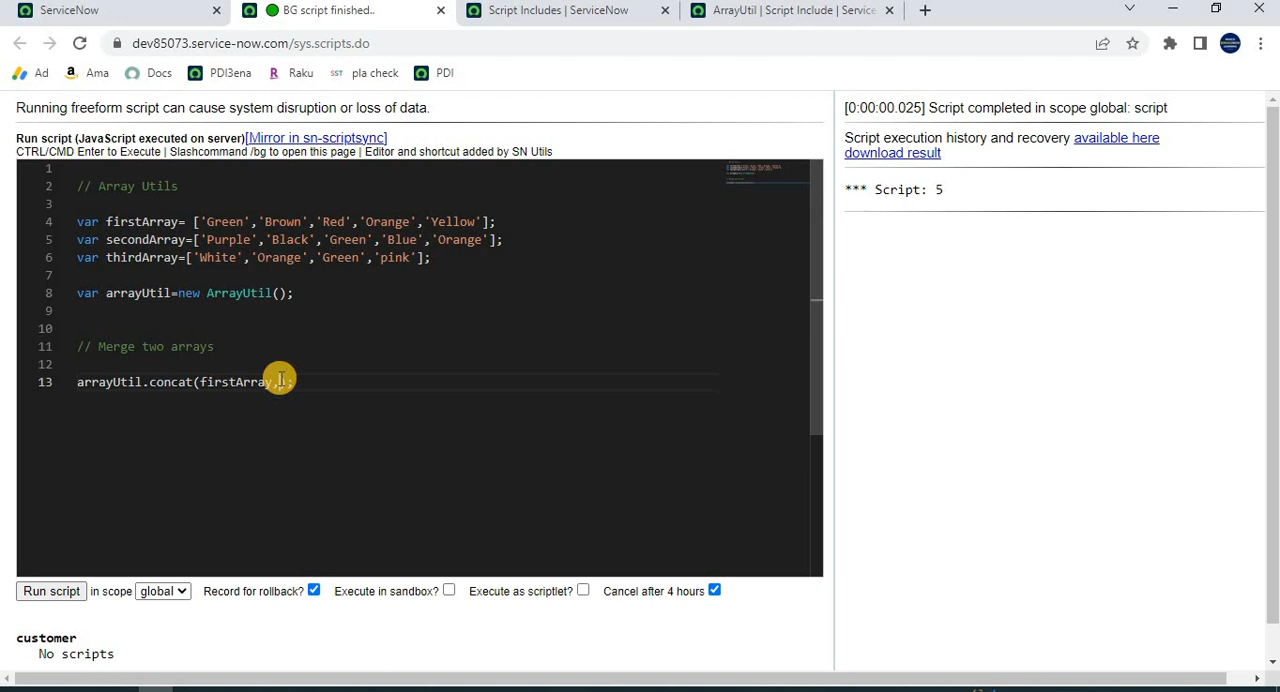 ServiceNow
BG script finished..
Script Includes | ServiceNow
ArrayUtil | Script Include | Service
dev85073.service-now.com/sys.scripts.do
Ad
Ama
Docs
PDI3ena
Raku
SST
pla check
PDI
Running freeform script can cause system disruption or loss of data.
Run script (JavaScript executed on server)[Mirror in sn-scriptsync]
CTRL/CMD Enter to Execute | Slashcommand /bg to open this page | Editor and shortcut added by SN Utils
1
2 // Array Utils
3
4 var firstArray= ['Green','Brown','Red','Orange','Yellow'];
5 var secondArray=['Purple','Black','Green','Blue','Orange'];
6 var thirdArray=['White','Orange','Green','pink'];
7
8 var arrayUtil=new ArrayUtil();
9
10
11 // Merge two arrays
12
13 arrayUtil.concat(firstArray,);
Run script in scope global Record for rollback? Execute in sandbox? Execute as scriptlet? Cancel after 4 hours
customer
No scripts
[0:00:00.025] Script completed in scope global: script
Script execution history and recovery available here
download result
*** Script: 5